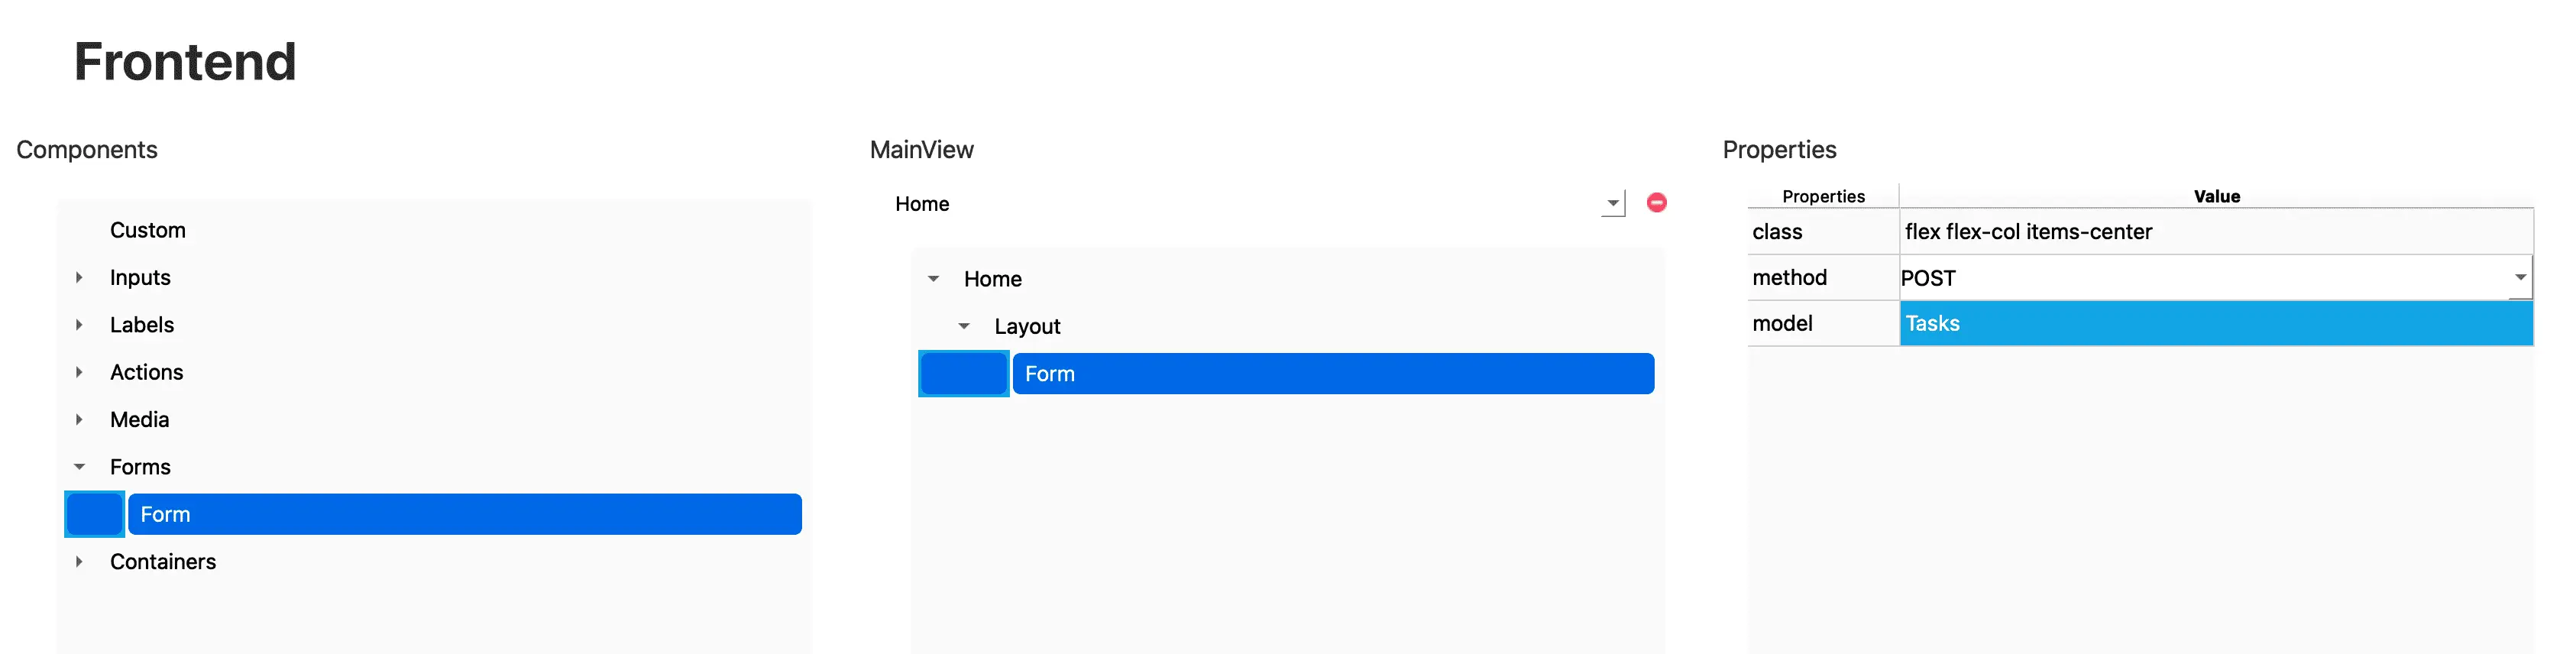 Frontend
Components
Custom
Inputs
Labels
Actions
Media
Forms
Form
Containers
MainView
Home
Home
Layout
Form
Properties
Properties Value
class flex flex-col items-center
method POST
model Tasks